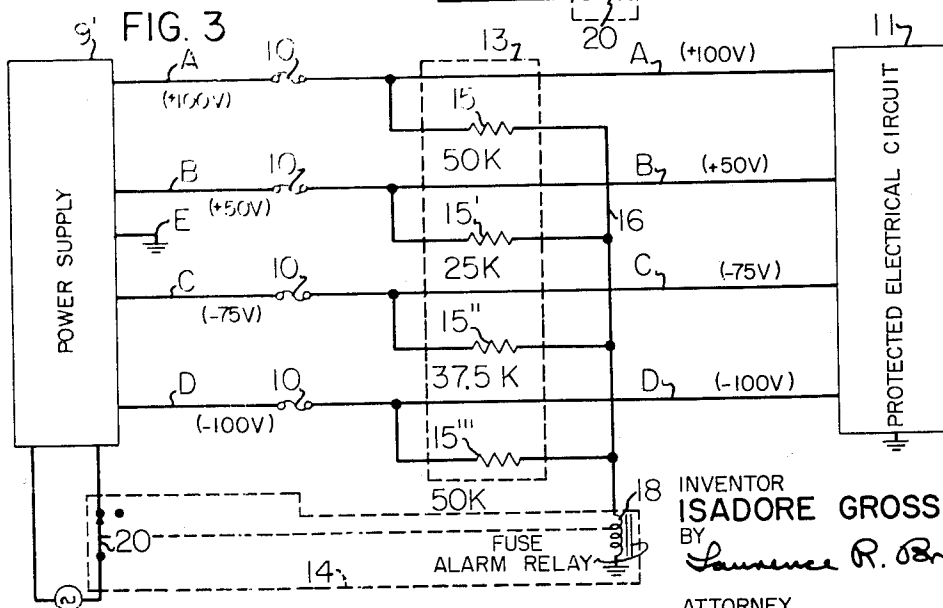 FIG. 3
20
9'
A
10
13
A
(+100V)
11
(+100V)
15
50K
B
10
B
(+50V)
(+50V)
15'
16
E
25K
C
10
C
(-75V)
(-75V)
15"
37.5 K
D
10
D
(-100V)
(-100V)
15'''
50K
POWER SUPPLY
PROTECTED ELECTRICAL CIRCUIT
18
20
FUSE
ALARM RELAY
14
INVENTOR
ISADORE GROSS
BY
Laurence R. Br
ATTORNEY